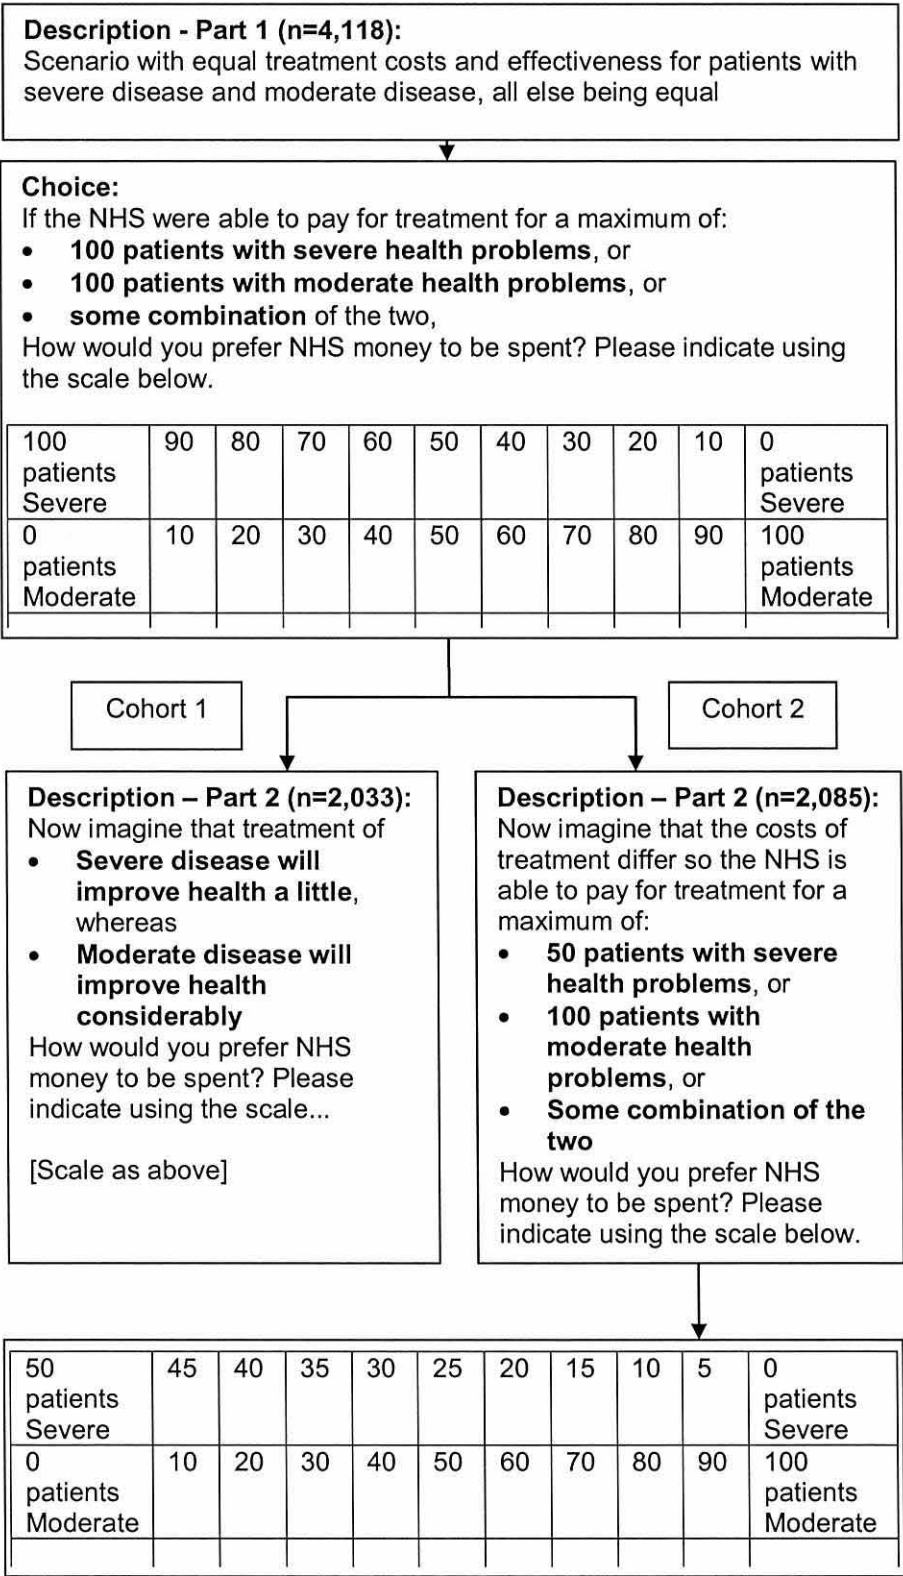 Description - Part 1 (n=4,118):
Scenario with equal treatment costs and effectiveness for patients with
severe disease and moderate disease, all else being equal
Choice:
If the NHS were able to pay for treatment for a maximum of:
• 100 patients with severe health problems, or
• 100 patients with moderate health problems, or
• some combination of the two,
How would you prefer NHS money to be spent? Please indicate using
the scale below.
100 90 80 70 60 50 40 30 20 10 0
patients patients
Severe Severe
0 10 20 30 40 50 60 70 80 90 100
patients patients
Moderate Moderate
Cohort 1
Cohort 2
Description – Part 2 (n=2,033):
Now imagine that treatment of
• Severe disease will
improve health a little,
whereas
• Moderate disease will
improve health
considerably
How would you prefer NHS
money to be spent? Please
indicate using the scale...
[Scale as above]
Description – Part 2 (n=2,085):
Now imagine that the costs of
treatment differ so the NHS is
able to pay for treatment for a
maximum of:
• 50 patients with severe
health problems, or
• 100 patients with
moderate health
problems, or
• Some combination of the
two
How would you prefer NHS
money to be spent? Please
indicate using the scale below.
50 45 40 35 30 25 20 15 10 5 0
patients patients
Severe Severe
0 10 20 30 40 50 60 70 80 90 100
patients patients
Moderate Moderate